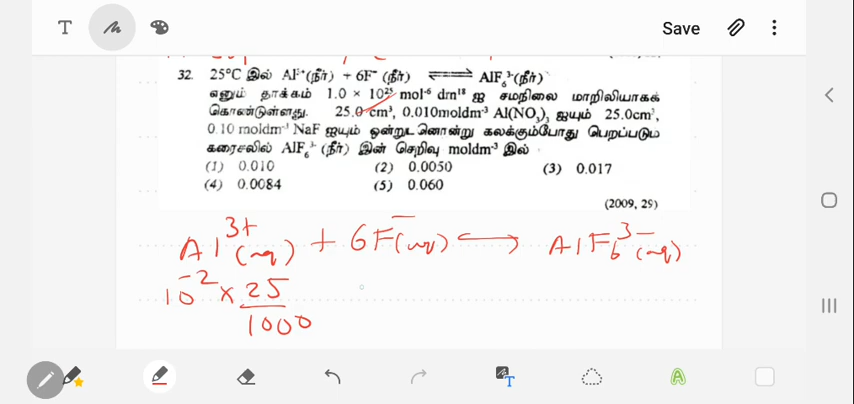 T Save
32. 25°C இல் Al³⁺(நீர்) + 6F⁻ (நீர்) ⇌ AlF₆³⁻(நீர்)
எனும் தாக்கம் 1.0 × 10²⁵ mol⁻⁶ dm¹⁸ ஐ சமநிலை மாறிலியாகக்
கொண்டுள்ளது. 25.0 cm³, 0.010moldm⁻³ Al(NO₃)₃ ஐயும் 25.0cm³,
0.10 moldm⁻³ NaF ஐயும் ஒன்றுடனொன்று கலக்கும்போது பெறப்படும்
கரைசலில் AlF₆³⁻ (நீர்) இன் செறிவு moldm⁻³ இல்
(1) 0.010 (2) 0.0050 (3) 0.017
(4) 0.0084 (5) 0.060
(2009, 29)
Al³⁺(aq) + 6F⁻(aq) ⟷ AlF₆³⁻(aq)
10⁻² × 25
1000
T A